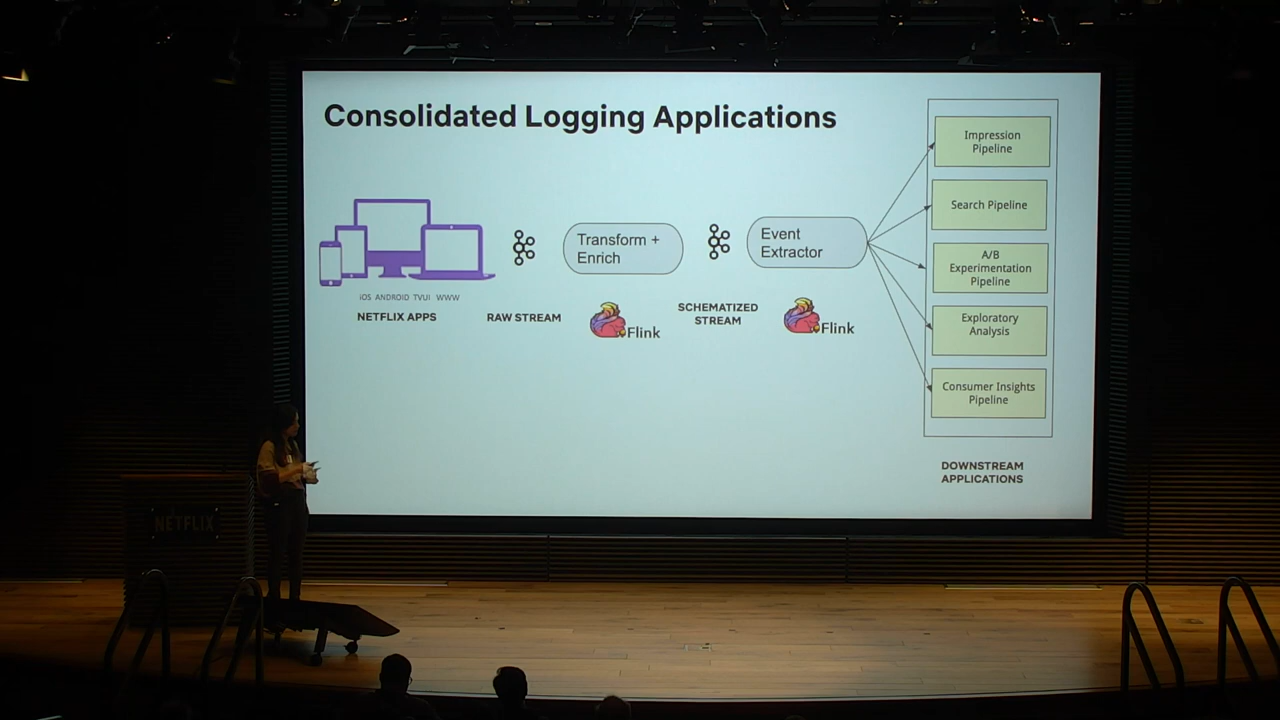 Consolidated Logging Applications
iOS ANDROID TVUI WWW
NETFLIX APPS
RAW STREAM
Transform +
Enrich
Flink
SCHEMATIZED
STREAM
Event
Extractor
Flink
Impression
Pipeline
Search Pipeline
A/B
Experimentation
Pipeline
Exploratory
Analysis
Consumer Insights
Pipeline
DOWNSTREAM
APPLICATIONS
NETFLIX